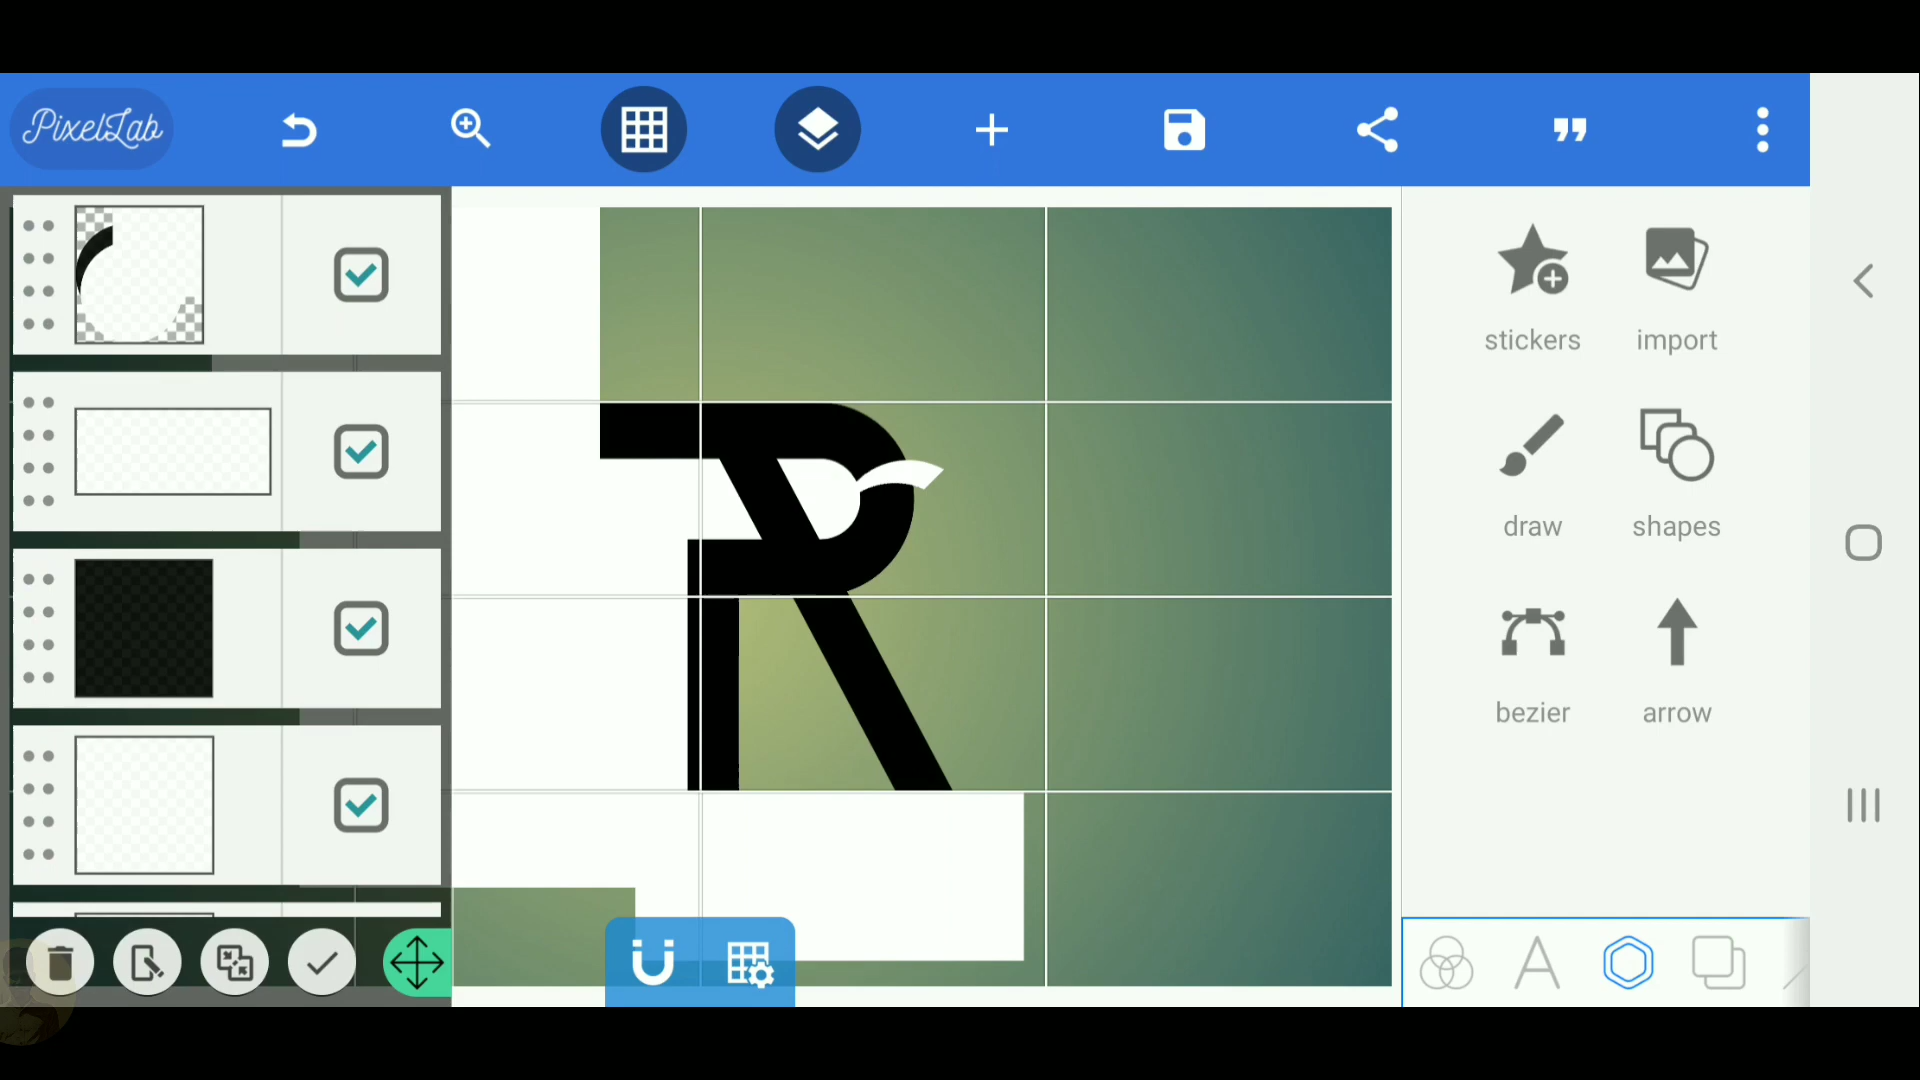 PixelLab
stickers
import
draw
shapes
bezier
arrow